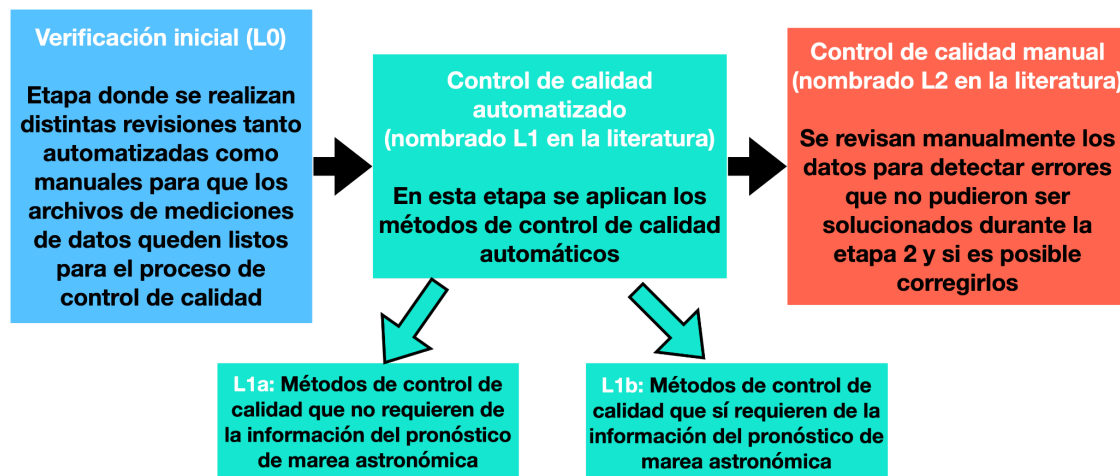 Verificación inicial (L0)
Etapa donde se realizan
distintas revisiones tanto
automatizadas como
manuales para que los
archivos de mediciones
de datos queden listos
para el proceso de
control de calidad
Control de calidad
automatizado
(nombrado L1 en la literatura)
En esta etapa se aplican los
métodos de control de calidad
automáticos
Control de calidad manual
(nombrado L2 en la literatura)
Se revisan manualmente los
datos para detectar errores
que no pudieron ser
solucionados durante la
etapa 2 y si es posible
corregirlos
L1a: Métodos de control de
calidad que no requieren de
la información del pronóstico
de marea astronómica
L1b: Métodos de control de
calidad que sí requieren de la
información del pronóstico de
marea astronómica